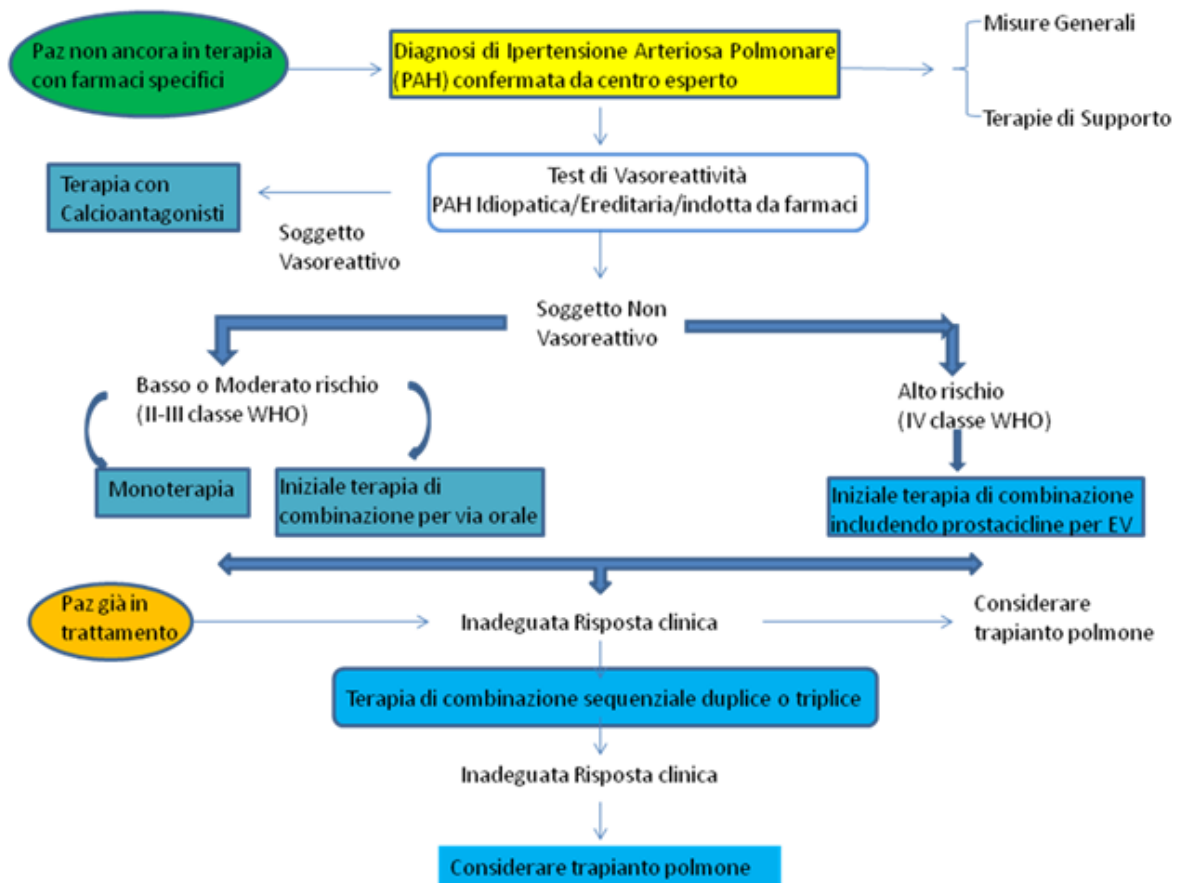 Paz non ancora in terapia
con farmaci specifici
Diagnosi di Ipertensione Arteriosa Polmonare
(PAH) confermata da centro esperto
Misure Generali
Terapie di Supporto
Terapia con
Calcioantagonisti
Test di Vasoreattività
PAH Idiopatica/Ereditaria/indotta da farmaci
Soggetto
Vasoreattivo
Soggetto Non
Vasoreattivo
Basso o Moderato rischio
(II-III classe WHO)
Alto rischio
(IV classe WHO)
Monoterapia
Iniziale terapia di
combinazione per via orale
Iniziale terapia di combinazione
includendo prostacicline per EV
Paz già in
trattamento
Inadeguata Risposta clinica
Considerare
trapianto polmone
Terapia di combinazione sequenziale duplice o triplice
Inadeguata Risposta clinica
Considerare trapianto polmone